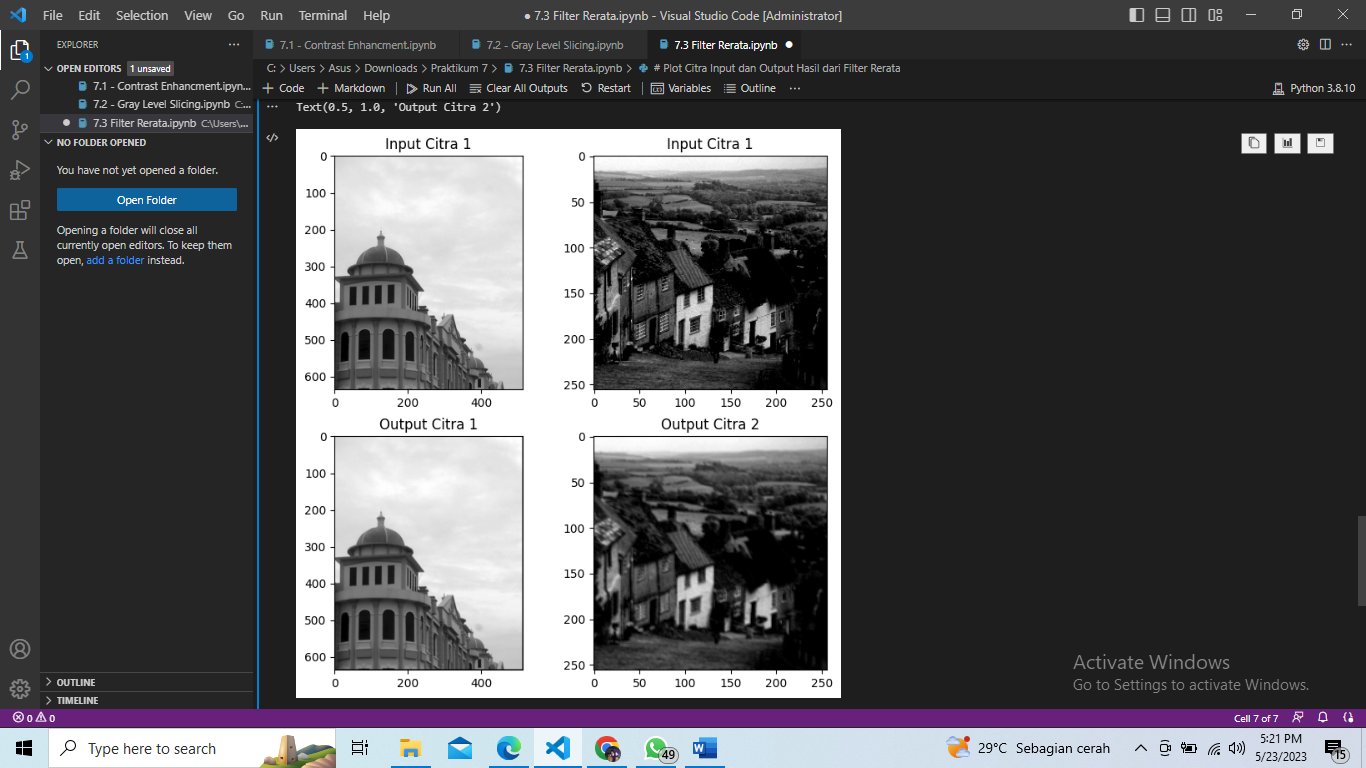 File Edit Selection View Go Run Terminal Help
● 7.3 Filter Rerata.ipynb - Visual Studio Code [Administrator]
EXPLORER
7.1 - Contrast Enhancment.ipynb
7.2 - Gray Level Slicing.ipynb
7.3 Filter Rerata.ipynb
OPEN EDITORS 1 unsaved
7.1 - Contrast Enhancment.ipyn...
7.2 - Gray Level Slicing.ipynb C:...
7.3 Filter Rerata.ipynb C:\Users\...
NO FOLDER OPENED
You have not yet opened a folder.
Open Folder
Opening a folder will close all
currently open editors. To keep them
open, add a folder instead.
OUTLINE
TIMELINE
C: > Users > Asus > Downloads > Praktikum 7 > 7.3 Filter Rerata.ipynb > # Plot Citra Input dan Output Hasil dari Filter Rerata
+ Code + Markdown Run All Clear All Outputs Restart Variables Outline ...
Python 3.8.10
Text(0.5, 1.0, 'Output Citra 2')
Input Citra 1
0
100
200
300
400
500
600
0 200 400
Input Citra 1
0
50
100
150
200
250
0 50 100 150 200 250
Output Citra 1
0
100
200
300
400
500
600
0 200 400
Output Citra 2
0
50
100
150
200
250
0 50 100 150 200 250
Activate Windows
Go to Settings to activate Windows.
0 0
Cell 7 of 7
1
Type here to search
49
29°C Sebagian cerah
5:21 PM
5/23/2023
15